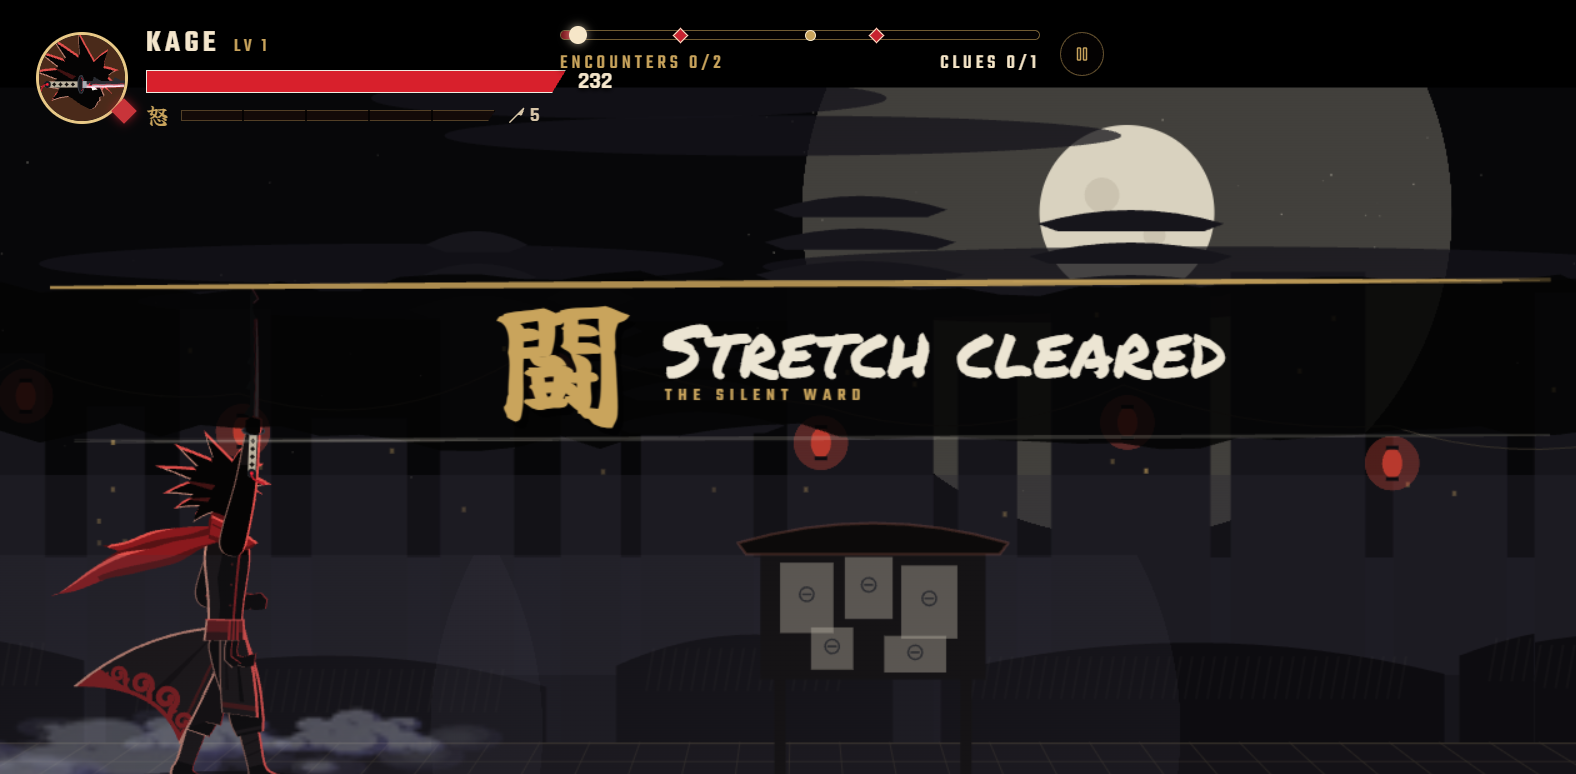 KAGE LV 1
232
怒 5
ENCOUNTERS 0/2
CLUES 0/1
闘
STRETCH CLEARED
THE SILENT WARD